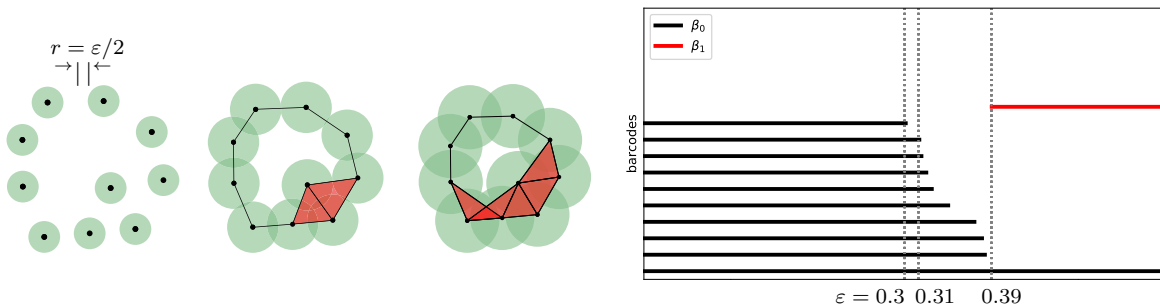 r = ε/2
β₀
β₁
barcodes
ε = 0.3 0.31 0.39